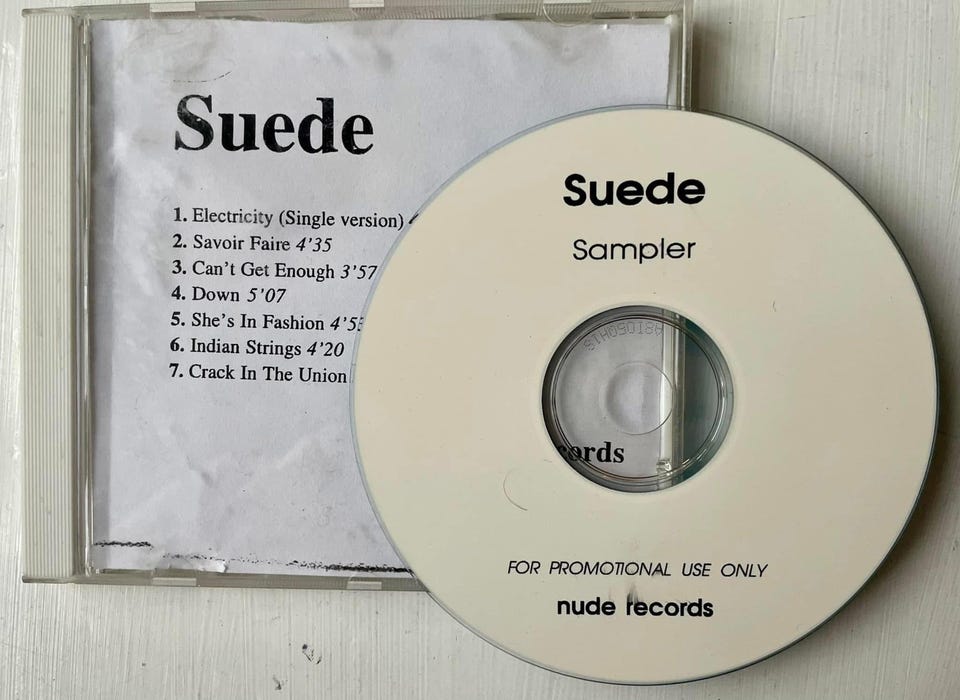 Suede
1. Electricity (Single version)
2. Savoir Faire 4'35
3. Can't Get Enough 3'57
4. Down 5'07
5. She's In Fashion
6. Indian Strings 4'20
7. Crack In The Union
Suede
Sampler
FOR PROMOTIONAL USE ONLY
nude records